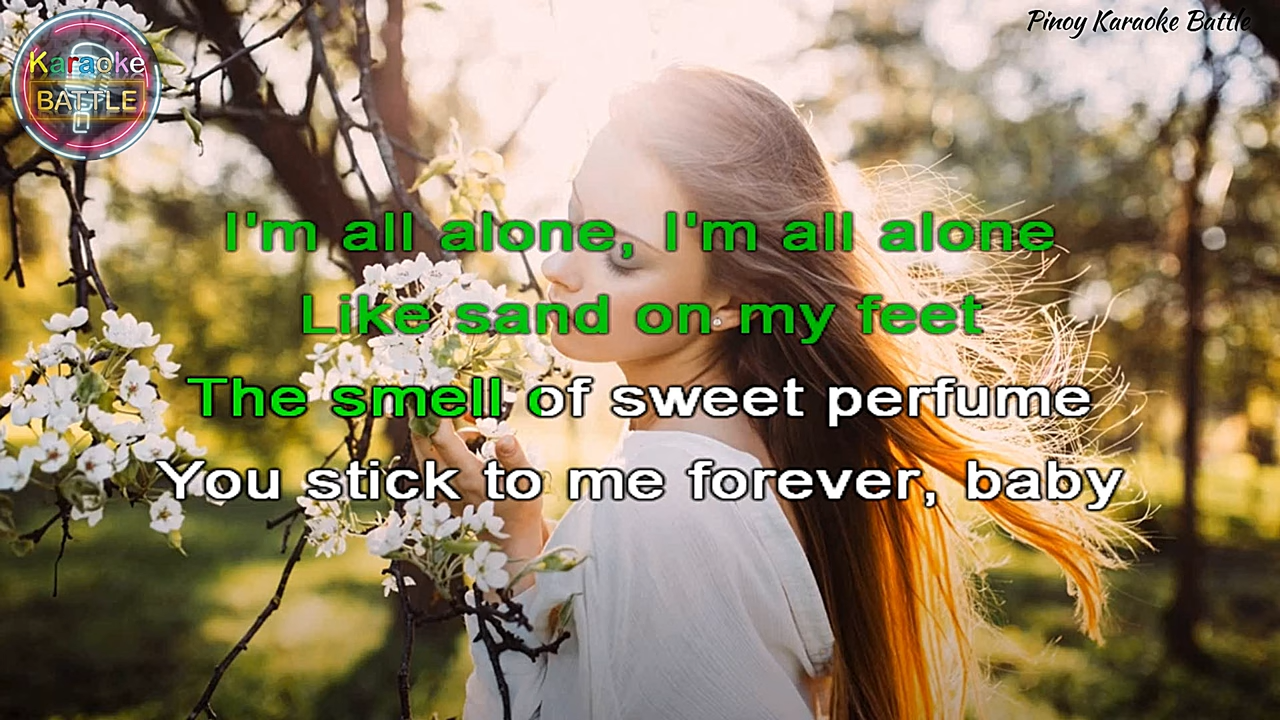 Karaoke
BATTLE
Pinoy Karaoke Battle
I'm all alone, I'm all alone
Like sand on my feet
The smell of sweet perfume
You stick to me forever, baby